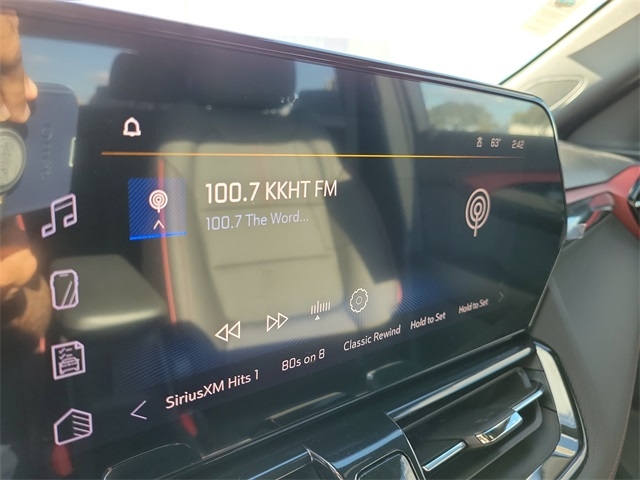 63° 2:42
100.7 KKHT FM
100.7 The Word...
SiriusXM Hits 1 80s on 8 Classic Rewind Hold to Set Hold to Set